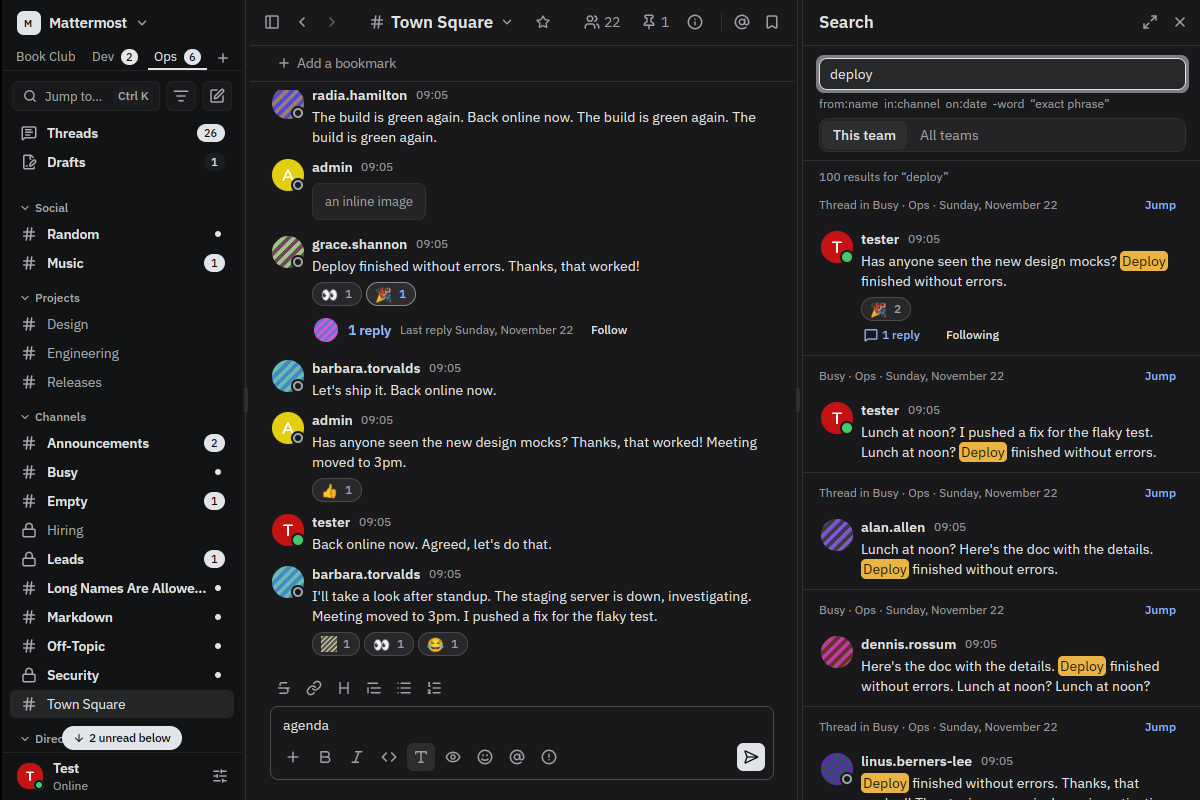 M Mattermost
Book Club Dev 2 Ops 6
Jump to... Ctrl K
Threads 26
Drafts 1
Social
Random
Music 1
Projects
Design
Engineering
Releases
Channels
Announcements 2
Busy
Empty 1
Hiring
Leads 1
Long Names Are Allowe...
Markdown
Off-Topic
Security
Town Square
Direc
2 unread below
T Test
Online
Town Square 22 1
Add a bookmark
radia.hamilton 09:05
The build is green again. Back online now. The build is green again. The
build is green again.
A admin 09:05
an inline image
grace.shannon 09:05
Deploy finished without errors. Thanks, that worked!
👀 1 🎉 1
1 reply Last reply Sunday, November 22 Follow
barbara.torvalds 09:05
Let's ship it. Back online now.
A admin 09:05
Has anyone seen the new design mocks? Thanks, that worked! Meeting
moved to 3pm.
👍 1
T tester 09:05
Back online now. Agreed, let's do that.
barbara.torvalds 09:05
I'll take a look after standup. The staging server is down, investigating.
Meeting moved to 3pm. I pushed a fix for the flaky test.
1 👀 1 😂 1
agenda
Search
deploy
from:name in:channel on:date -word “exact phrase”
This team All teams
100 results for “deploy”
Thread in Busy · Ops · Sunday, November 22 Jump
T tester 09:05
Has anyone seen the new design mocks? Deploy
finished without errors.
🎉 2
1 reply Following
Busy · Ops · Sunday, November 22 Jump
T tester 09:05
Lunch at noon? I pushed a fix for the flaky test.
Lunch at noon? Deploy finished without errors.
Thread in Busy · Ops · Sunday, November 22 Jump
alan.allen 09:05
Lunch at noon? Here's the doc with the details.
Deploy finished without errors.
Busy · Ops · Sunday, November 22 Jump
dennis.rossum 09:05
Here's the doc with the details. Deploy finished
without errors. Lunch at noon? Lunch at noon?
Thread in Busy · Ops · Sunday, November 22 Jump
linus.berners-lee 09:05
Deploy finished without errors. Thanks, that